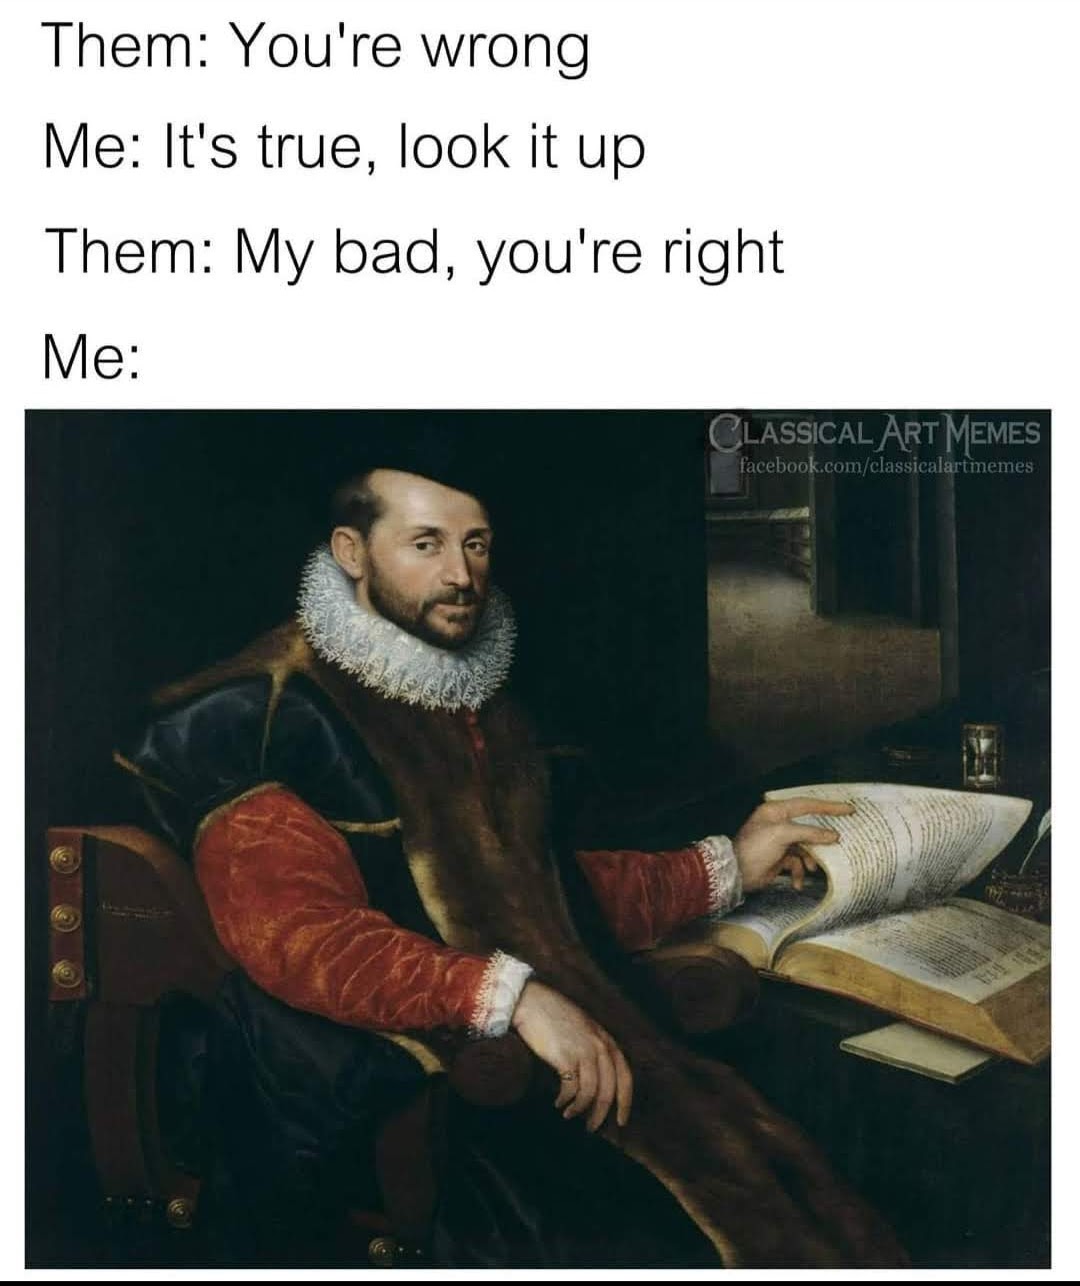 Them: You're wrong
Me: It's true, look it up
Them: My bad, you're right
Me:
CLASSICAL ART MEMES
facebook.com/classicalartmemes